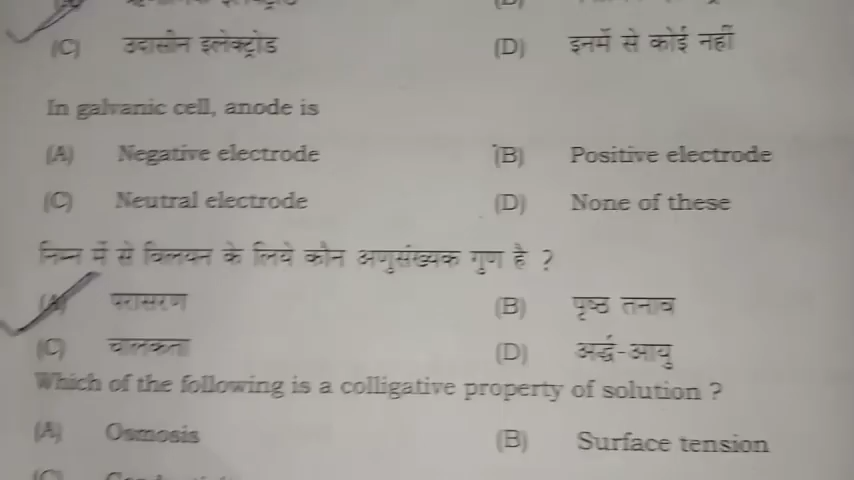 (C) उदासीन इलेक्ट्रोड (D) इनमें से कोई नहीं
In galvanic cell, anode is
(A) Negative electrode (B) Positive electrode
(C) Neutral electrode (D) None of these
निम्न में से विलयन के लिये कौन अणुसंख्यक गुण है ?
(A) परासरण (B) पृष्ठ तनाव
(C) चालकता (D) अर्द्ध-आयु
Which of the following is a colligative property of solution ?
(A) Osmosis (B) Surface tension
(C)